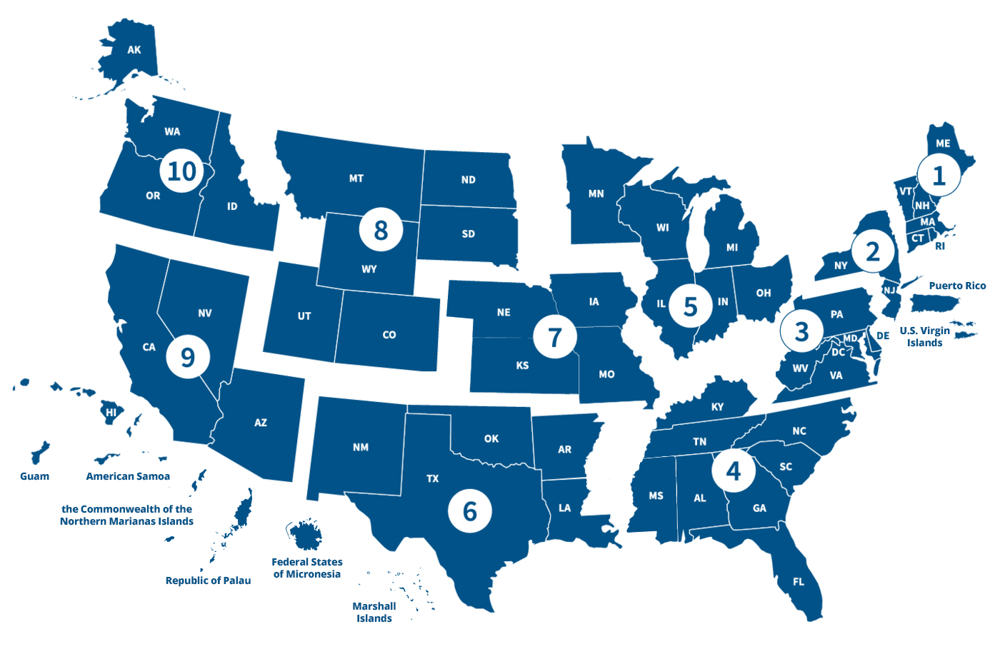 AK
WA
10
OR
ID
MT
ND
8
SD
WY
UT
CO
CA
NV
9
AZ
HI
Guam
American Samoa
the Commonwealth of the
Northern Marianas Islands
Republic of Palau
Federal States
of Micronesia
Marshall
Islands
NE
IA
7
KS
MO
NM
OK
AR
TX
6
LA
MN
WI
MI
IL
5
IN
OH
ME
1
VT
NH
MA
CT
RI
2
NY
NJ
Puerto Rico
U.S. Virgin
Islands
PA
3
MD
DE
DC
WV
VA
KY
TN
NC
4
SC
MS
AL
GA
FL